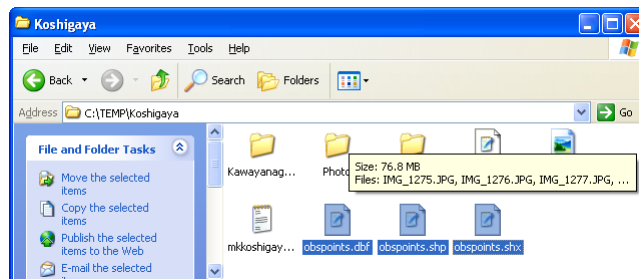 Koshigaya
File Edit View Favorites Tools Help
Back Search Folders
Address C:\TEMP\Koshigaya Go
File and Folder Tasks
Move the selected
items
Copy the selected
items
Publish the selected
items to the Web
E-mail the selected
items
Kawayanag... Photo
Size: 76.8 MB
Files: IMG_1275.JPG, IMG_1276.JPG, IMG_1277.JPG, ...
mkkoshigay... obspoints.dbf obspoints.shp obspoints.shx